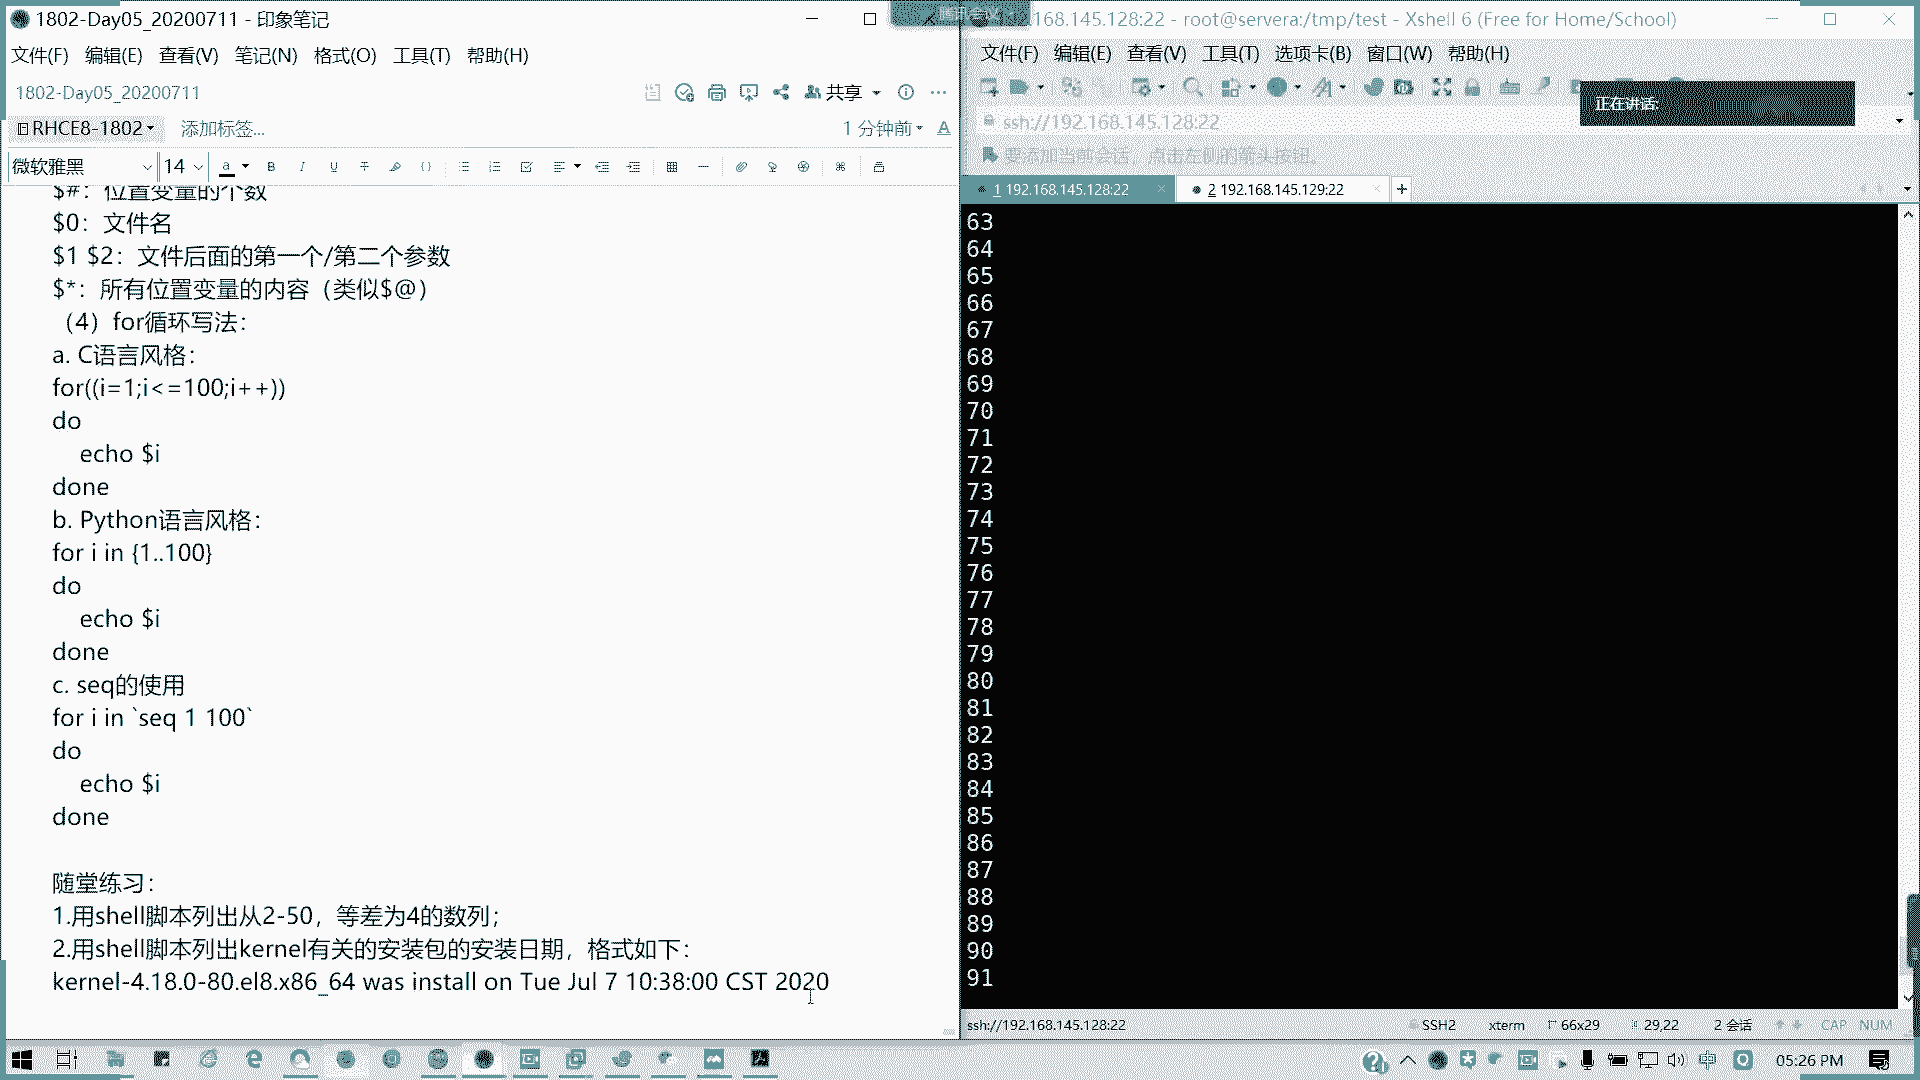 1802-Day05_20200711 - 印象笔记
文件(F) 编辑(E) 查看(V) 笔记(N) 格式(O) 工具(T) 帮助(H)
1802-Day05_20200711
共享
RHCE8-1802
添加标签...
1 分钟前
微软雅黑
14
$#：位置变量的个数
$0：文件名
$1 $2：文件后面的第一个/第二个参数
$*：所有位置变量的内容（类似$@）
（4）for循环写法：
a. C语言风格：
for((i=1;i<=100;i++))
do
echo $i
done
b. Python语言风格：
for i in {1..100}
do
echo $i
done
c. seq的使用
for i in `seq 1 100`
do
echo $i
done
随堂练习：
1.用shell脚本列出从2-50，等差为4的数列；
2.用shell脚本列出kernel有关的安装包的安装日期，格式如下：
kernel-4.18.0-80.el8.x86_64 was install on Tue Jul 7 10:38:00 CST 2020
腾讯会议
168.145.128:22 - root@servera:/tmp/test - Xshell 6 (Free for Home/School)
文件(F) 编辑(E) 查看(V) 工具(T) 选项卡(B) 窗口(W) 帮助(H)
正在讲话:
ssh://192.168.145.128:22
要添加当前会话，点击左侧的箭头按钮。
1 192.168.145.128:22
2 192.168.145.129:22
63
64
65
66
67
68
69
70
71
72
73
74
75
76
77
78
79
80
81
82
83
84
85
86
87
88
89
90
91
ssh://192.168.145.128:22
SSH2
xterm
66x29
29,22
2 会话
CAP
NUM
中
05:26 PM